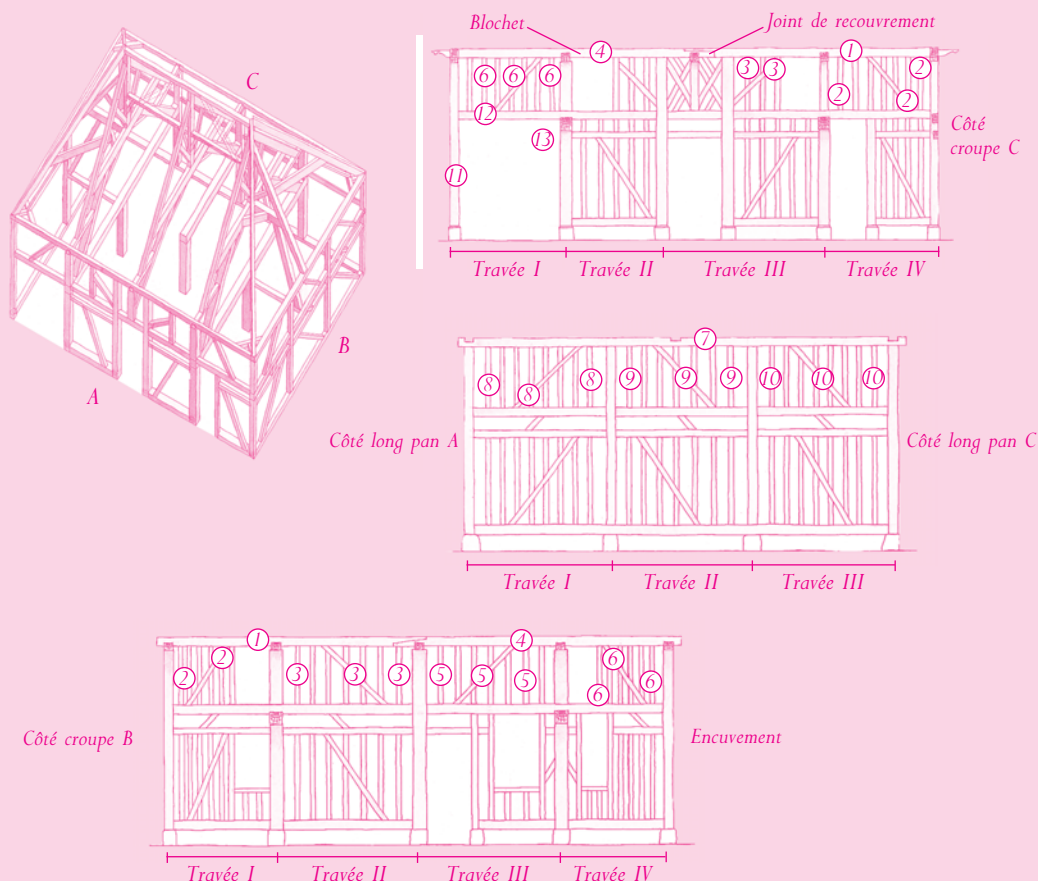 C
B
A
Blochet
Joint de recouvrement
4
1
6 6 6
3 3
2
12
2
2
13
11
Côté
croupe C
Travée I
Travée II
Travée III
Travée IV
7
8
8
8
9
9
9
10
10
10
Côté long pan A
Côté long pan C
Travée I
Travée II
Travée III
1
4
2
2
3
3
3
5
5
5
6
6
6
Côté croupe B
Encuvement
Travée I
Travée II
Travée III
Travée IV